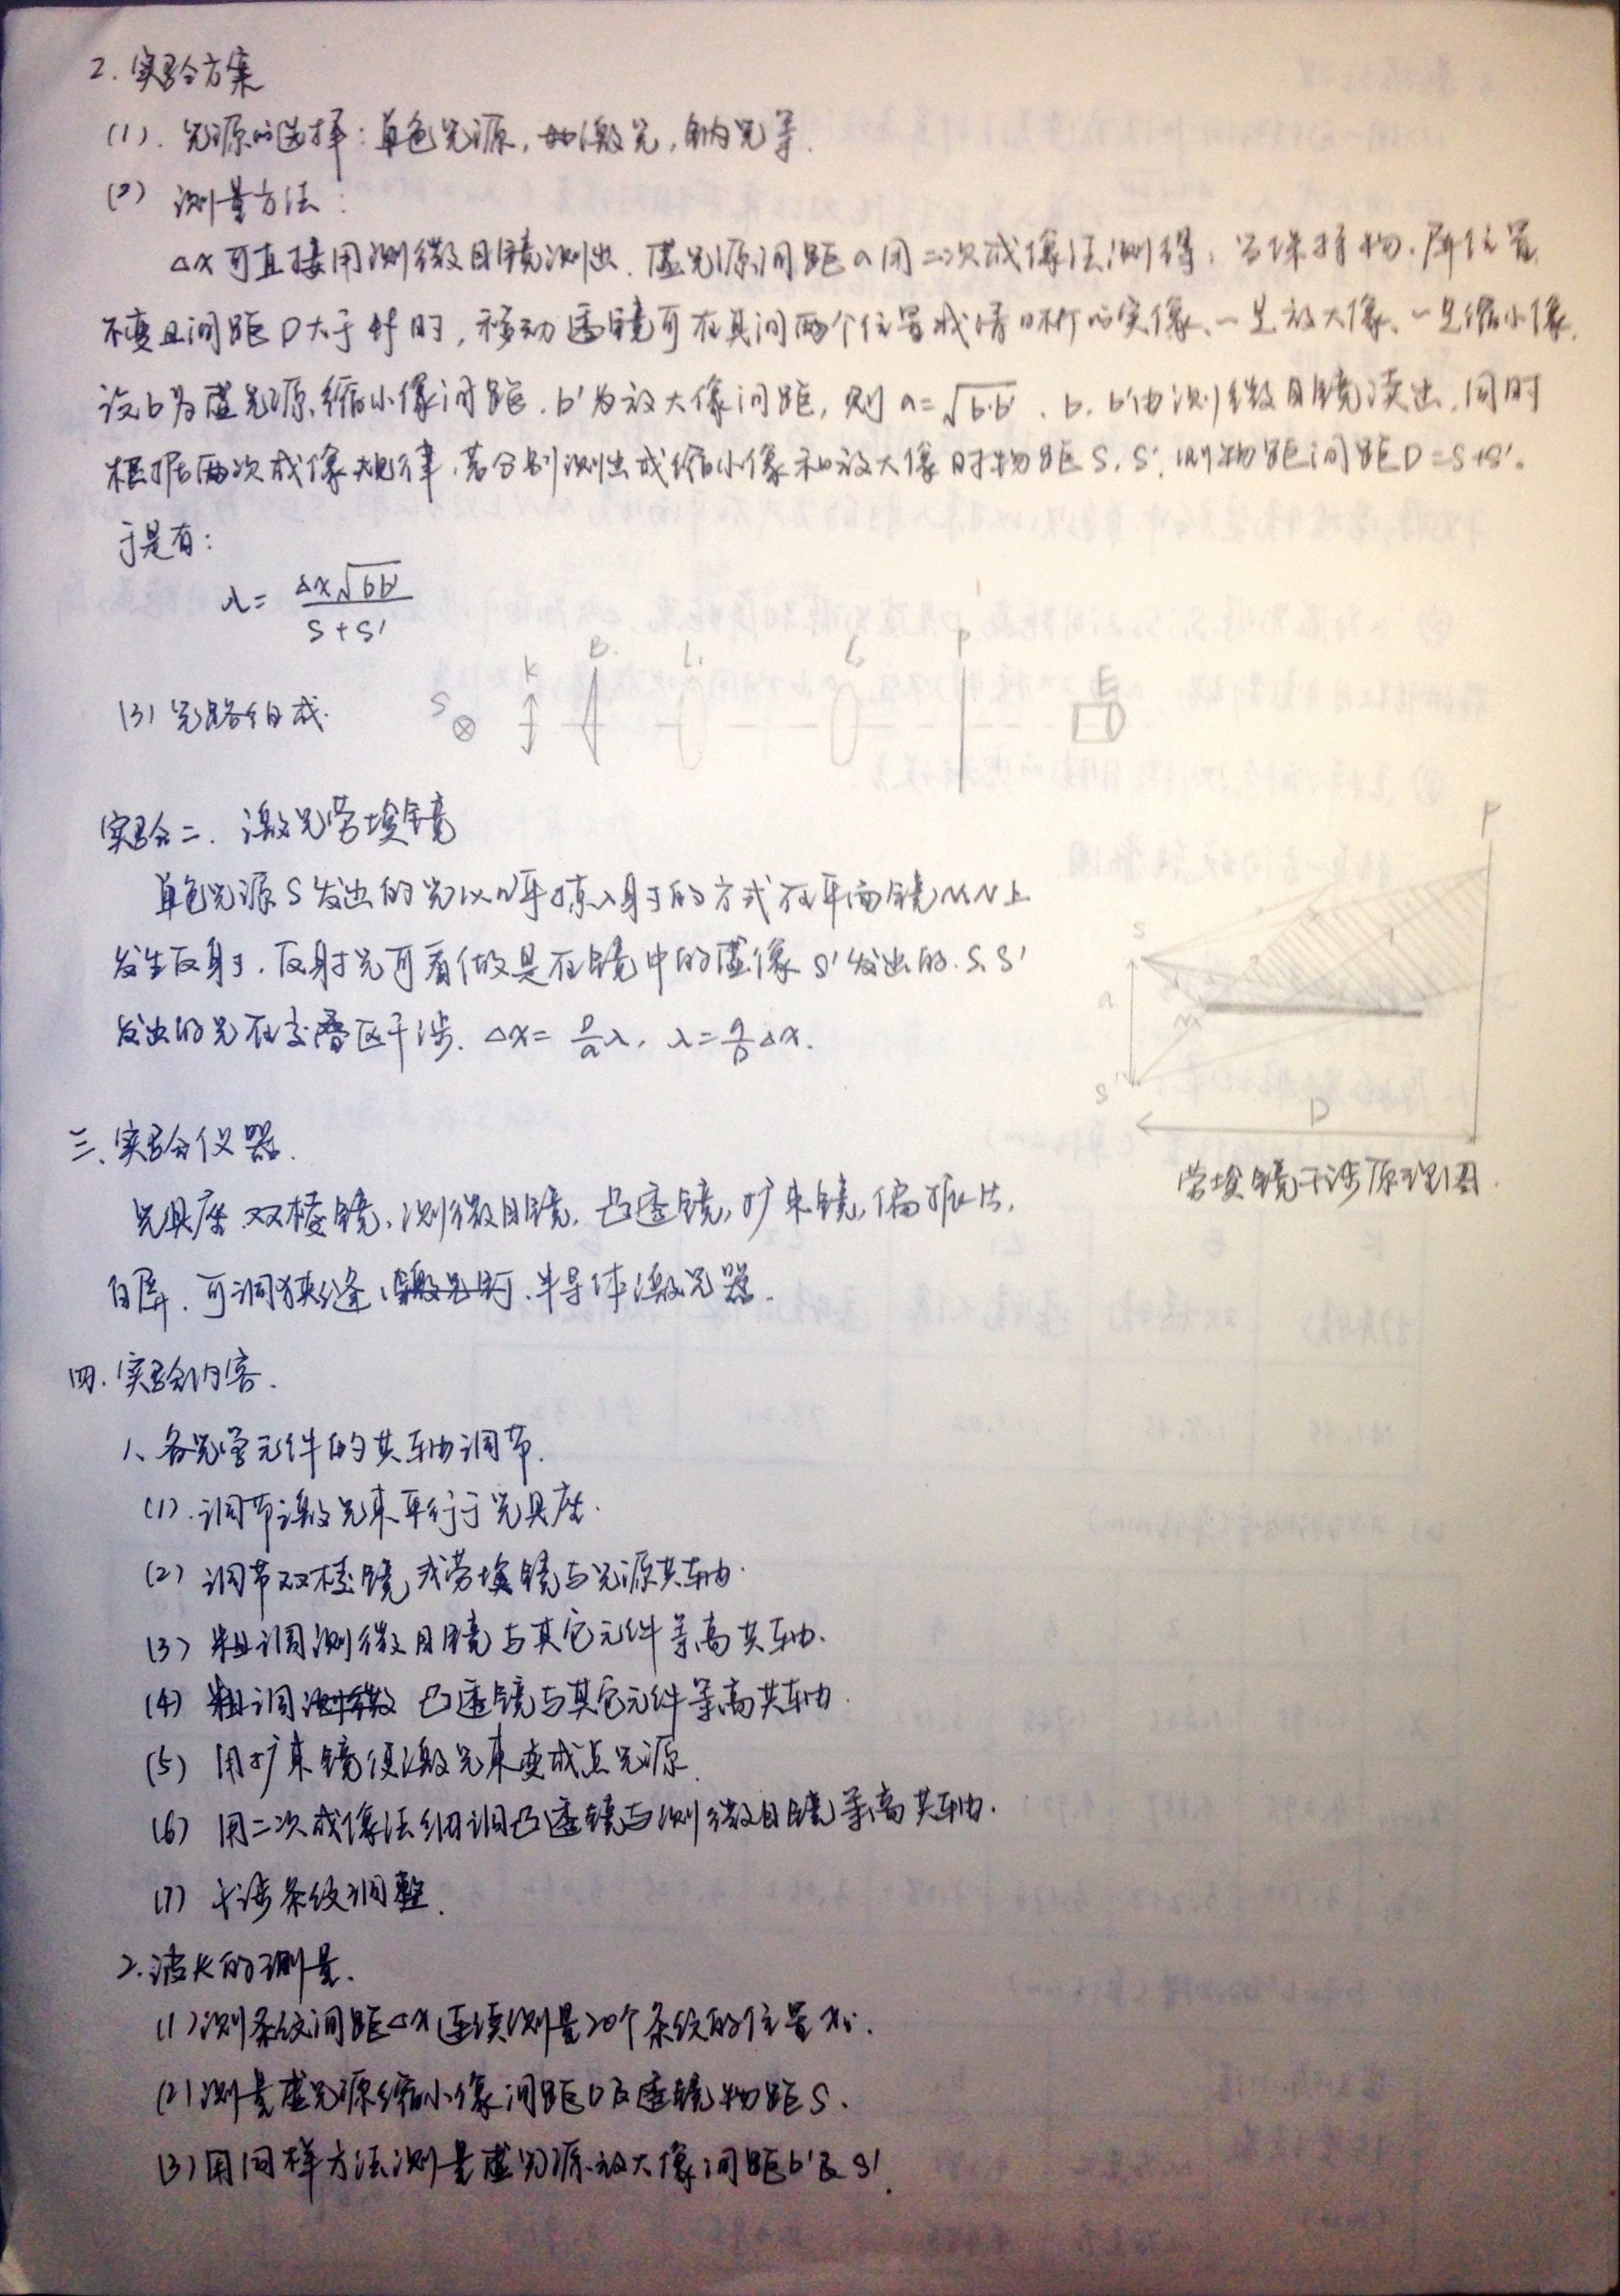 2. 实验方案
(1). 光源的选择: 单色光源, 如激光, 钠光等.
(2) 测量方法:
Δx可直接用测微目镜测出. 虚光源间距a用二次成像法测得: 当保持物、屏位置
不变且间距D大于4f时, 移动透镜可在其间两个位置成清晰的实像、一是放大像、一是缩小像.
设b为虚光源缩小像间距. b'为放大像间距, 则 a=√bb'. b、b'由测微目镜读出, 同时
根据两次成像规律, 若分别测出成缩小像和放大像时物距S、S', 则物距间距D=S+S'。
于是有:
λ= Δx√bb' / S+S'
(3) 光路组成.
S K B L₁ L₂ P E
实验二. 激光劳埃镜
单色光源S发出的光以几乎掠入射的方式在平面镜MN上
发生反射, 反射光可看做是在镜中的虚像S'发出的. S、S'
发出的光在交叠区干涉. Δx= D/a λ, λ= a/D Δx.
P
S
a
M
S'
D
劳埃镜干涉原理图.
三、实验仪器.
光具座、双棱镜、测微目镜、凸透镜, 扩束镜, 偏振片,
白屏、可调狭缝、半导体激光器.
四. 实验内容.
1、各光学元件的共轴调节.
(1). 调节激光束平行于光具座.
(2) 调节双棱镜或劳埃镜与光源共轴.
(3) 粗调测微目镜与其它元件等高共轴.
(4) 粗调 凸透镜与其它元件等高共轴.
(5) 用扩束镜使激光束变成点光源.
(6) 用二次成像法细调凸透镜与测微目镜等高共轴.
(7) 干涉条纹调整.
2. 波长的测量.
(1) 测条纹间距Δx 连续测量20个条纹的位置xᵢ.
(2) 测量虚光源缩小像间距b及透镜物距S.
(3) 用同样方法测量虚光源放大像间距b'及S'.